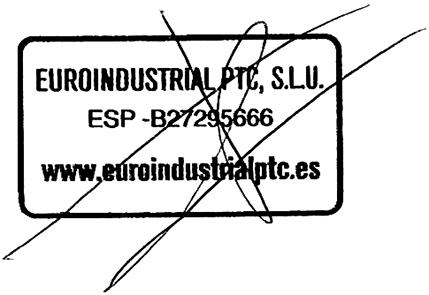 EUROINDUSTRIAL PTC, S.L.U.
ESP -B27295666
www.euroindustrialptc.es